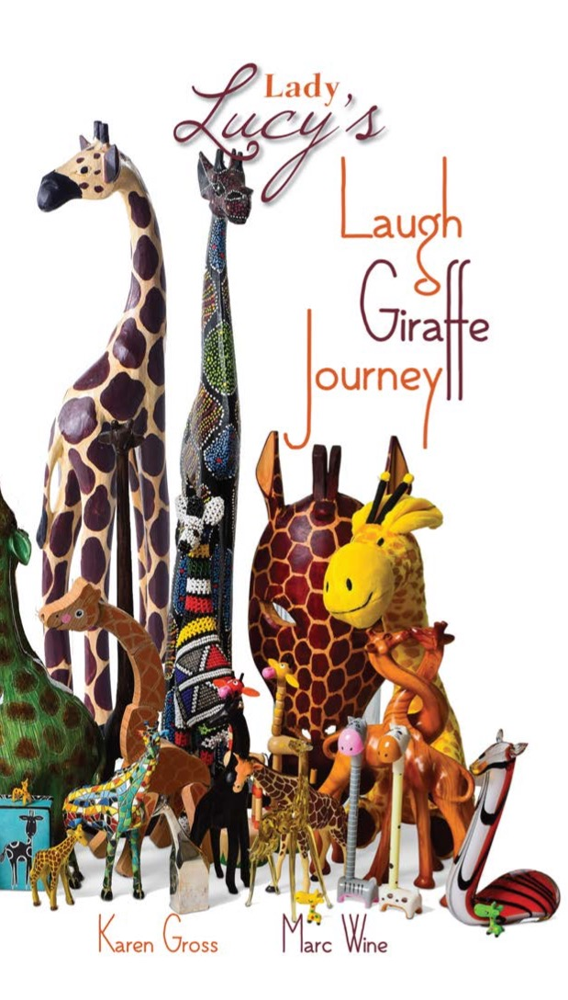 Lady
Lucy's
Laugh
Giraffe
Journey
Karen Gross
Marc Wine